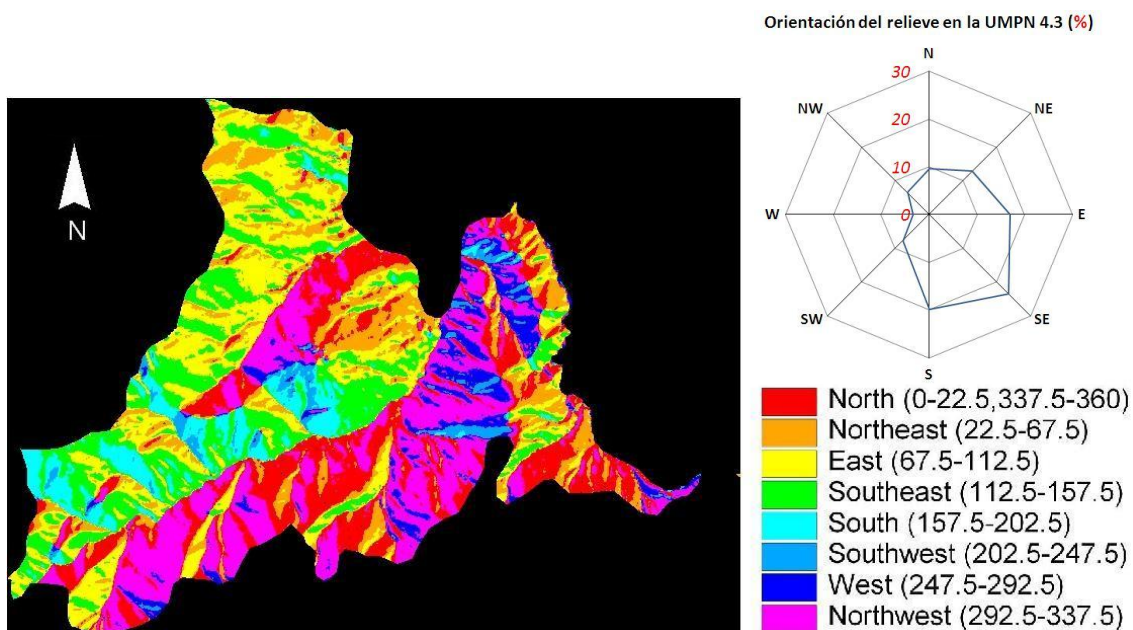 Orientación del relieve en la UMPN 4.3 (%)
N
30
NW
NE
20
10
W
0
E
SW
SE
S
N
North (0-22.5,337.5-360)
Northeast (22.5-67.5)
East (67.5-112.5)
Southeast (112.5-157.5)
South (157.5-202.5)
Southwest (202.5-247.5)
West (247.5-292.5)
Northwest (292.5-337.5)